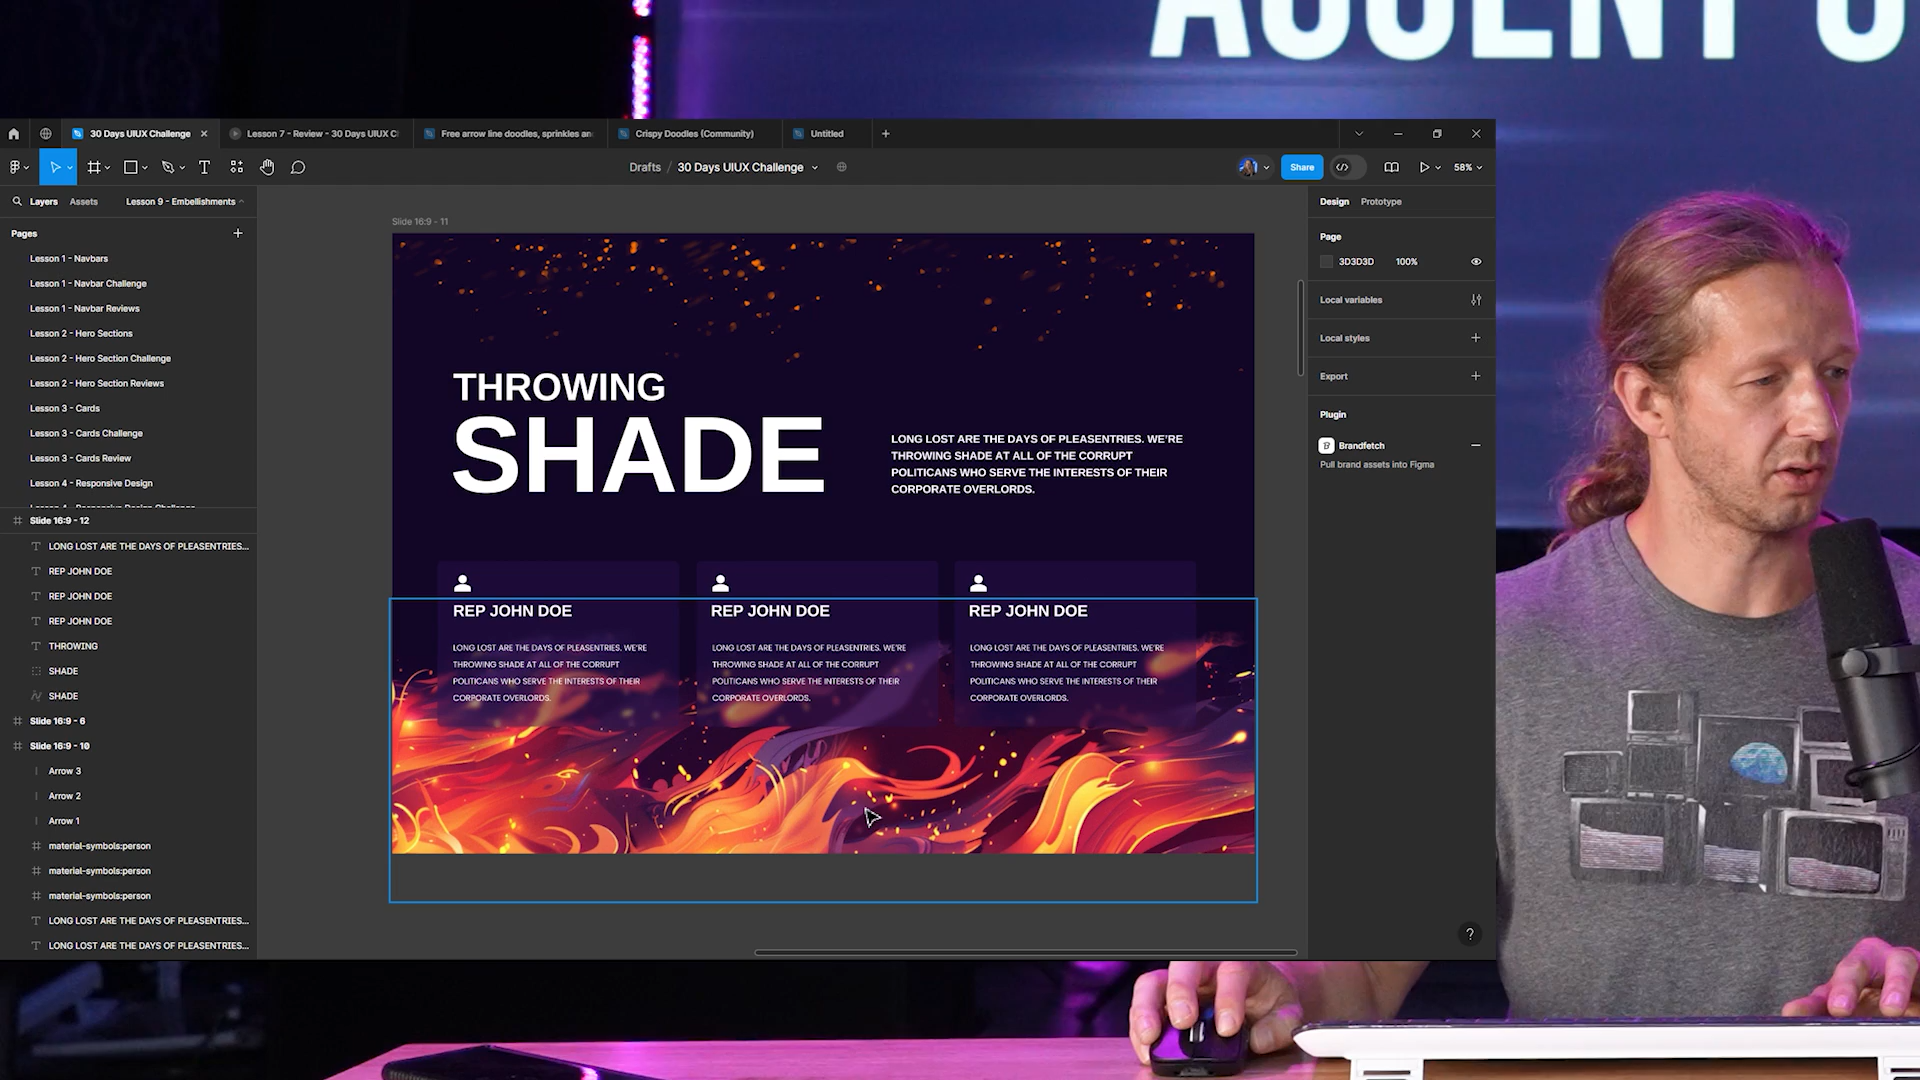 30 Days UIUX Challenge
Lesson 7 - Review - 30 Days UIUX C
Free arrow line doodles, sprinkles an
Crispy Doodles (Community)
Untitled
Drafts / 30 Days UIUX Challenge
Share
58%
Layers
Assets
Lesson 9 - Embellishments
Pages
Lesson 1 - Navbars
Lesson 1 - Navbar Challenge
Lesson 1 - Navbar Reviews
Lesson 2 - Hero Sections
Lesson 2 - Hero Section Challenge
Lesson 2 - Hero Section Reviews
Lesson 3 - Cards
Lesson 3 - Cards Challenge
Lesson 3 - Cards Review
Lesson 4 - Responsive Design
Slide 16:9 - 12
LONG LOST ARE THE DAYS OF PLEASENTRIES...
REP JOHN DOE
REP JOHN DOE
REP JOHN DOE
THROWING
SHADE
SHADE
Slide 16:9 - 6
Slide 16:9 - 10
Arrow 3
Arrow 2
Arrow 1
material-symbols:person
material-symbols:person
material-symbols:person
LONG LOST ARE THE DAYS OF PLEASENTRIES...
LONG LOST ARE THE DAYS OF PLEASENTRIES...
Slide 16:9 - 11
THROWING
SHADE
LONG LOST ARE THE DAYS OF PLEASENTRIES. WE'RE
THROWING SHADE AT ALL OF THE CORRUPT
POLITICANS WHO SERVE THE INTERESTS OF THEIR
CORPORATE OVERLORDS.
REP JOHN DOE
LONG LOST ARE THE DAYS OF PLEASENTRIES. WE'RE
THROWING SHADE AT ALL OF THE CORRUPT
POLITICANS WHO SERVE THE INTERESTS OF THEIR
CORPORATE OVERLORDS.
REP JOHN DOE
LONG LOST ARE THE DAYS OF PLEASENTRIES. WE'RE
THROWING SHADE AT ALL OF THE CORRUPT
POLITICANS WHO SERVE THE INTERESTS OF THEIR
CORPORATE OVERLORDS.
REP JOHN DOE
LONG LOST ARE THE DAYS OF PLEASENTRIES. WE'RE
THROWING SHADE AT ALL OF THE CORRUPT
POLITICANS WHO SERVE THE INTERESTS OF THEIR
CORPORATE OVERLORDS.
Design
Prototype
Page
3D3D3D
100%
Local variables
Local styles
Export
Plugin
Brandfetch
Pull brand assets into Figma
?